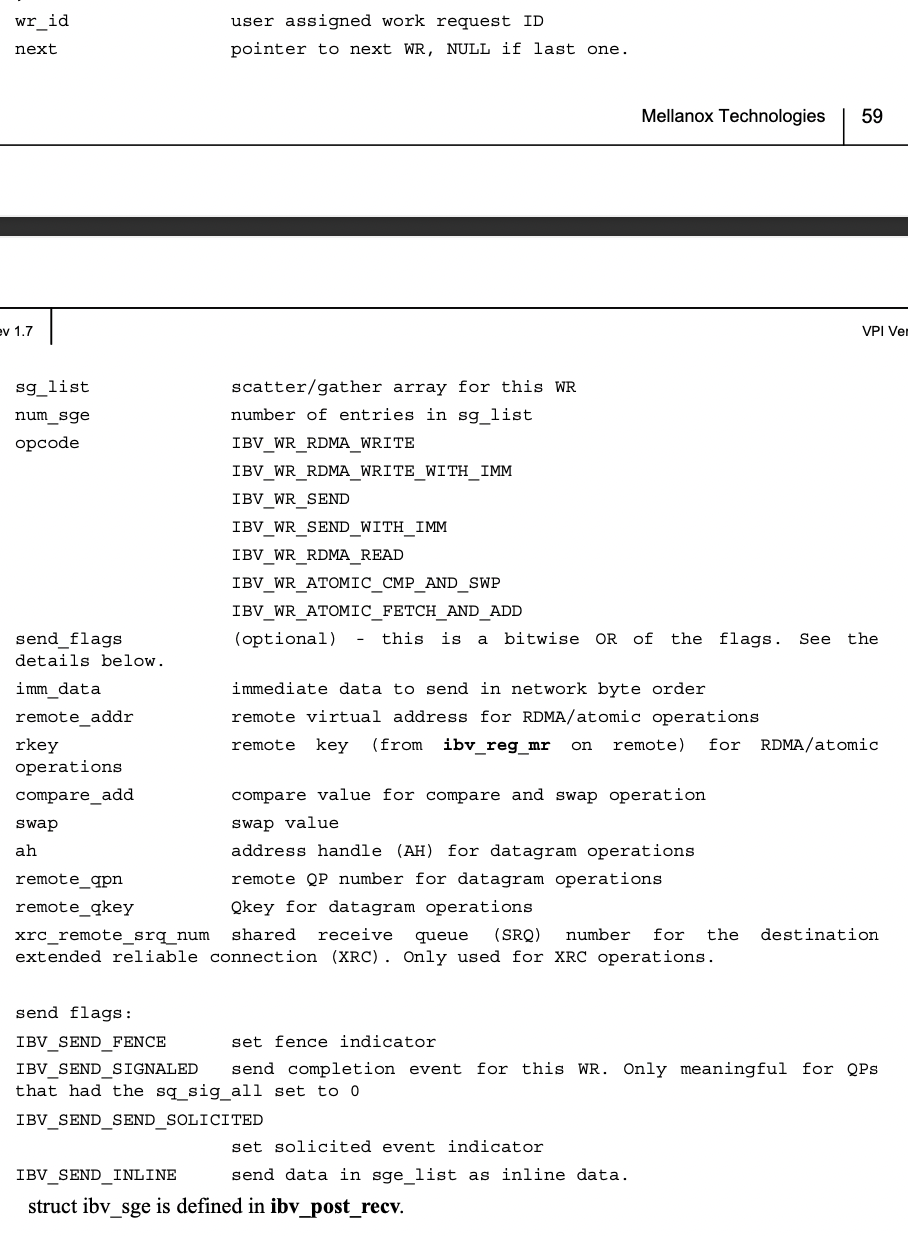 wr_id user assigned work request ID
next pointer to next WR, NULL if last one.
Mellanox Technologies 59
ev 1.7 VPI Ver
sg_list scatter/gather array for this WR
num_sge number of entries in sg_list
opcode IBV_WR_RDMA_WRITE
IBV_WR_RDMA_WRITE_WITH_IMM
IBV_WR_SEND
IBV_WR_SEND_WITH_IMM
IBV_WR_RDMA_READ
IBV_WR_ATOMIC_CMP_AND_SWP
IBV_WR_ATOMIC_FETCH_AND_ADD
send_flags (optional) - this is a bitwise OR of the flags. See the
details below.
imm_data immediate data to send in network byte order
remote_addr remote virtual address for RDMA/atomic operations
rkey remote key (from ibv_reg_mr on remote) for RDMA/atomic
operations
compare_add compare value for compare and swap operation
swap swap value
ah address handle (AH) for datagram operations
remote_qpn remote QP number for datagram operations
remote_qkey Qkey for datagram operations
xrc_remote_srq_num shared receive queue (SRQ) number for the destination
extended reliable connection (XRC). Only used for XRC operations.
send flags:
IBV_SEND_FENCE set fence indicator
IBV_SEND_SIGNALED send completion event for this WR. Only meaningful for QPs
that had the sq_sig_all set to 0
IBV_SEND_SEND_SOLICITED
set solicited event indicator
IBV_SEND_INLINE send data in sge_list as inline data.
struct ibv_sge is defined in ibv_post_recv.